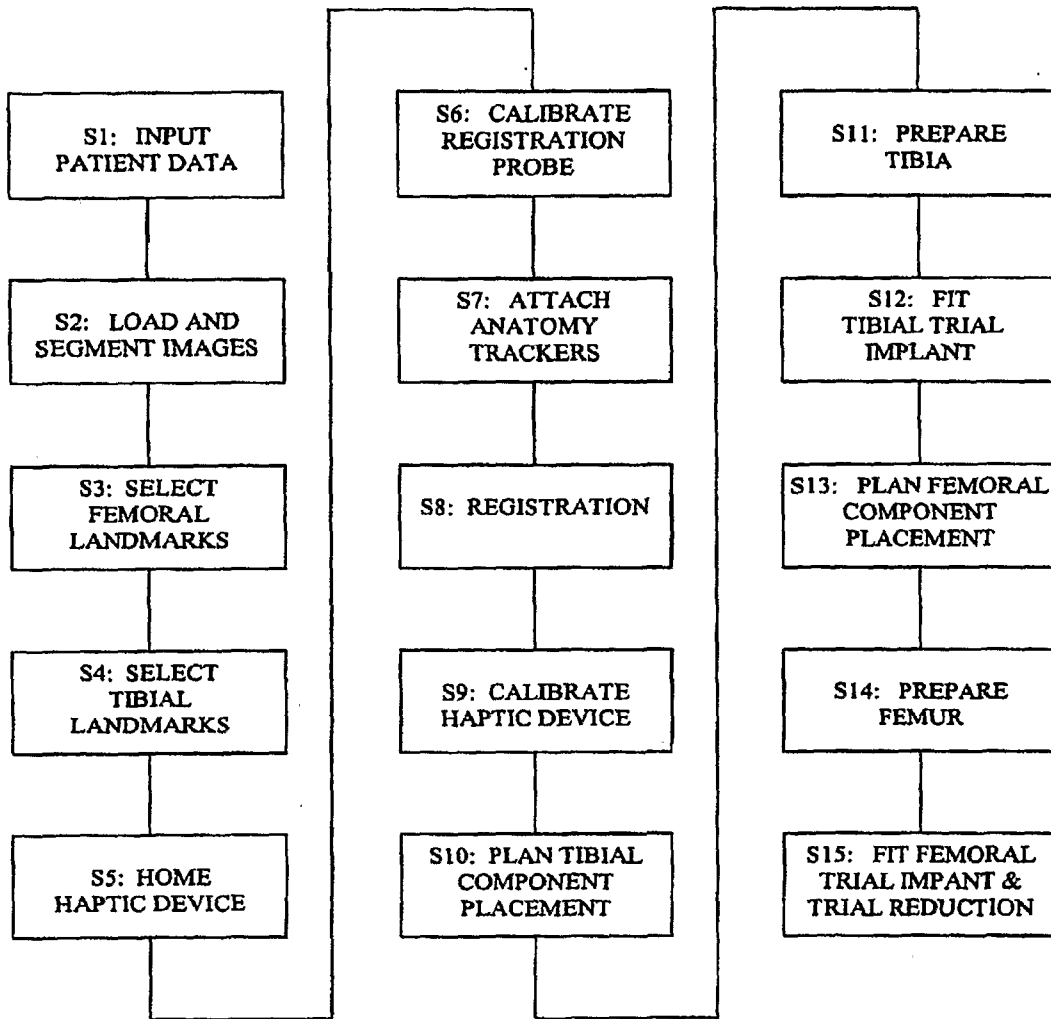 S1: INPUT
PATIENT DATA
S2: LOAD AND
SEGMENT IMAGES
S3: SELECT
FEMORAL
LANDMARKS
S4: SELECT
TIBIAL
LANDMARKS
S5: HOME
HAPTIC DEVICE
S6: CALIBRATE
REGISTRATION
PROBE
S7: ATTACH
ANATOMY
TRACKERS
S8: REGISTRATION
S9: CALIBRATE
HAPTIC DEVICE
S10: PLAN TIBIAL
COMPONENT
PLACEMENT
S11: PREPARE
TIBIA
S12: FIT
TIBIAL TRIAL
IMPLANT
S13: PLAN FEMORAL
COMPONENT
PLACEMENT
S14: PREPARE
FEMUR
S15: FIT FEMORAL
TRIAL IMPANT &
TRIAL REDUCTION